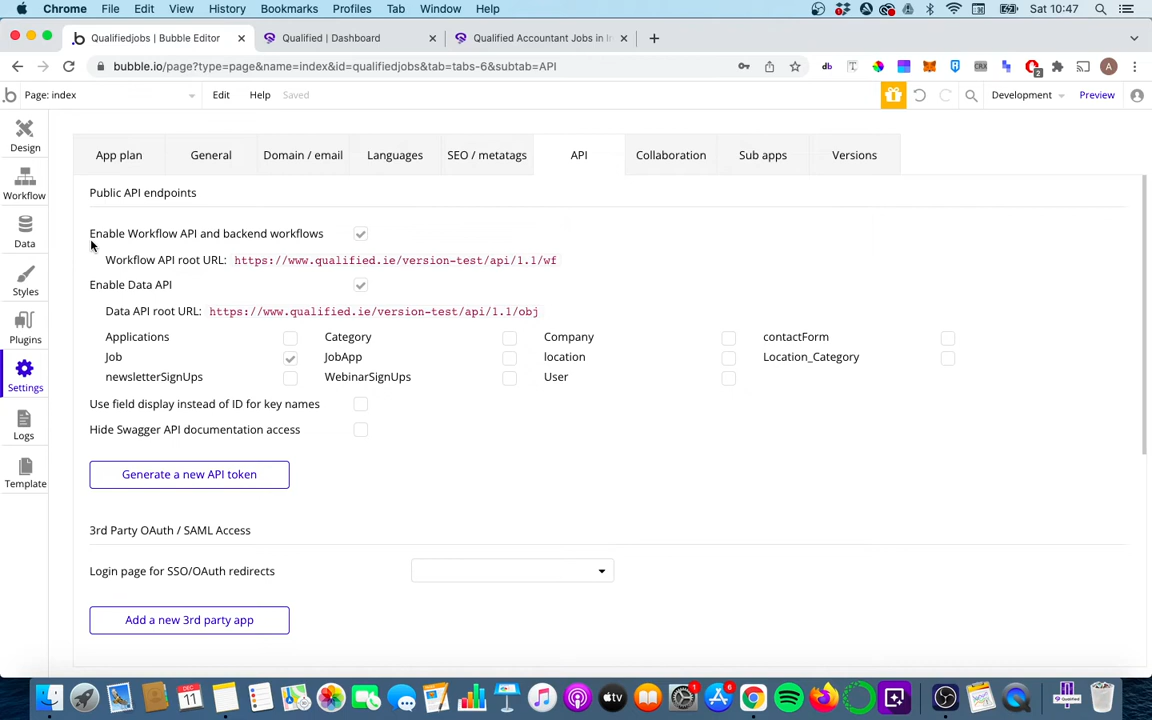 Chrome File Edit View History Bookmarks Profiles Tab Window Help Sat 10:47
Qualifiedjobs | Bubble Editor Qualified | Dashboard Qualified Accountant Jobs in I
bubble.io/page?type=page&name=index&id=qualifiedjobs&tab=tabs-6&subtab=API
Page: index Edit Help Saved Development Preview
Design
Workflow
Data
Styles
Plugins
Settings
Logs
Template
App plan General Domain / email Languages SEO / metatags API Collaboration Sub apps Versions
Public API endpoints
Enable Workflow API and backend workflows
Workflow API root URL: https://www.qualified.ie/version-test/api/1.1/wf
Enable Data API
Data API root URL: https://www.qualified.ie/version-test/api/1.1/obj
Applications Category Company contactForm
Job JobApp location Location_Category
newsletterSignUps WebinarSignUps User
Use field display instead of ID for key names
Hide Swagger API documentation access
Generate a new API token
3rd Party OAuth / SAML Access
Login page for SSO/OAuth redirects
Add a new 3rd party app